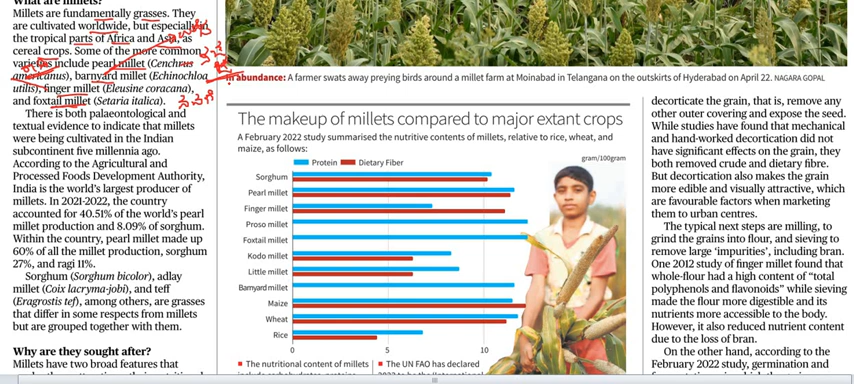 What are millets?
Millets are fundamentally grasses. They
are cultivated worldwide, but especially in
the tropical parts of Africa and Asia, as
cereal crops. Some of the more common
varieties include pearl millet (Cenchrus
americanus), barnyard millet (Echinochloa
utilis), finger millet (Eleusine coracana),
and foxtail millet (Setaria italica).
There is both palaeontological and
textual evidence to indicate that millets
were being cultivated in the Indian
subcontinent five millennia ago.
According to the Agricultural and
Processed Foods Development Authority,
India is the world's largest producer of
millets. In 2021-2022, the country
accounted for 40.51% of the world's pearl
millet production and 8.09% of sorghum.
Within the country, pearl millet made up
60% of all the millet production, sorghum
27%, and ragi 11%.
Sorghum (Sorghum bicolor), adlay
millet (Coix lacryma-jobi), and teff
(Eragrostis tef), among others, are grasses
that differ in some respects from millets
but are grouped together with them.
Why are they sought after?
Millets have two broad features that
In abundance: A farmer swats away preying birds around a millet farm at Moinabad in Telangana on the outskirts of Hyderabad on April 22. NAGARA GOPAL
The makeup of millets compared to major extant crops
A February 2022 study summarised the nutritive contents of millets, relative to rice, wheat, and
maize, as follows:
gram/100gram
Protein Dietary Fiber
Sorghum
Pearl millet
Finger millet
Proso millet
Foxtail millet
Kodo millet
Little millet
Barnyard millet
Maize
Wheat
Rice
0 5 10
The nutritional content of millets
The UN FAO has declared
decorticate the grain, that is, remove any
other outer covering and expose the seed.
While studies have found that mechanical
and hand-worked decortication did not
have significant effects on the grain, they
both removed crude and dietary fibre.
But decortication also makes the grain
more edible and visually attractive, which
are favourable factors when marketing
them to urban centres.
The typical next steps are milling, to
grind the grains into flour, and sieving to
remove large 'impurities', including bran.
One 2012 study of finger millet found that
whole-flour had a high content of "total
polyphenols and flavonoids" while sieving
made the flour more digestible and its
nutrients more accessible to the body.
However, it also reduced nutrient content
due to the loss of bran.
On the other hand, according to the
February 2022 study, germination and